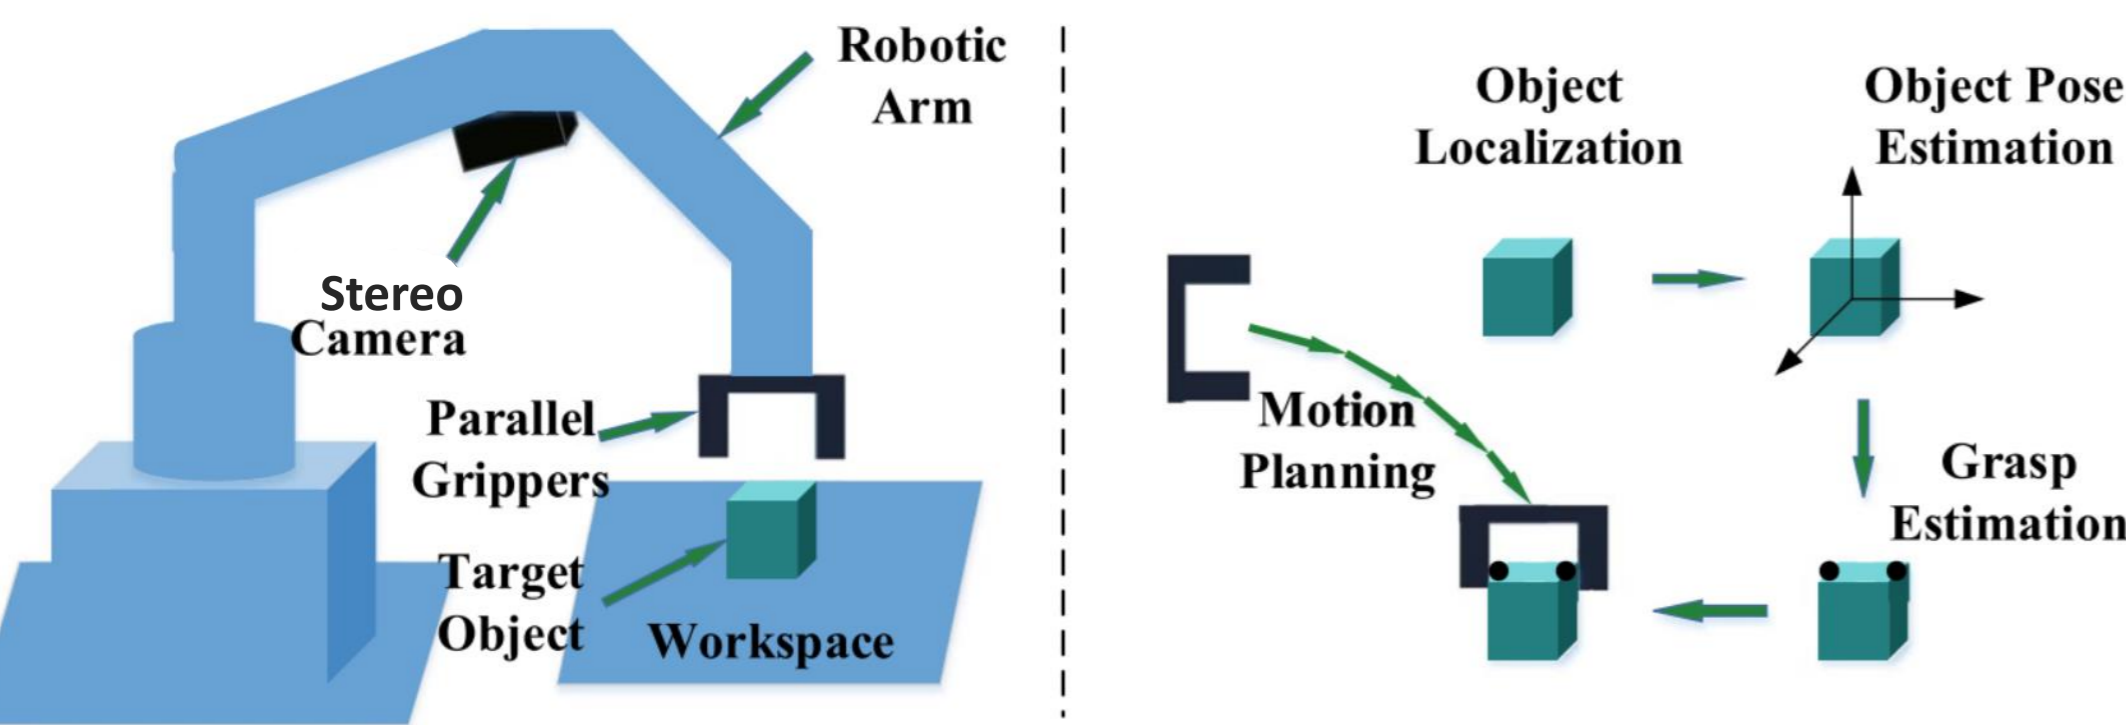 Robotic
Arm
Stereo
Camera
Parallel
Grippers
Target
Object
Workspace
Object
Localization
Object Pose
Estimation
Motion
Planning
Grasp
Estimation